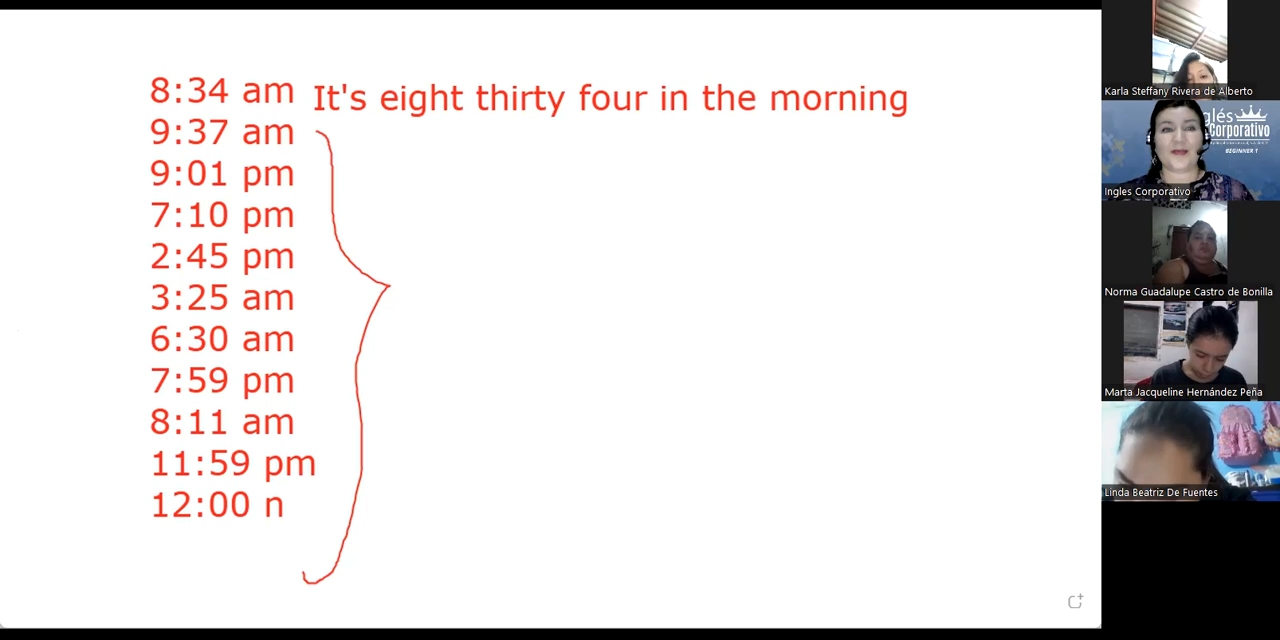 8:34 am It's eight thirty four in the morning
9:37 am
9:01 pm
7:10 pm
2:45 pm
3:25 am
6:30 am
7:59 pm
8:11 am
11:59 pm
12:00 n
Karla Steffany Rivera de Alberto
glés
Corporativo
BEGINNER 1
Ingles Corporativo
Norma Guadalupe Castro de Bonilla
Marta Jacqueline Hernández Peña
Linda Beatriz De Fuentes